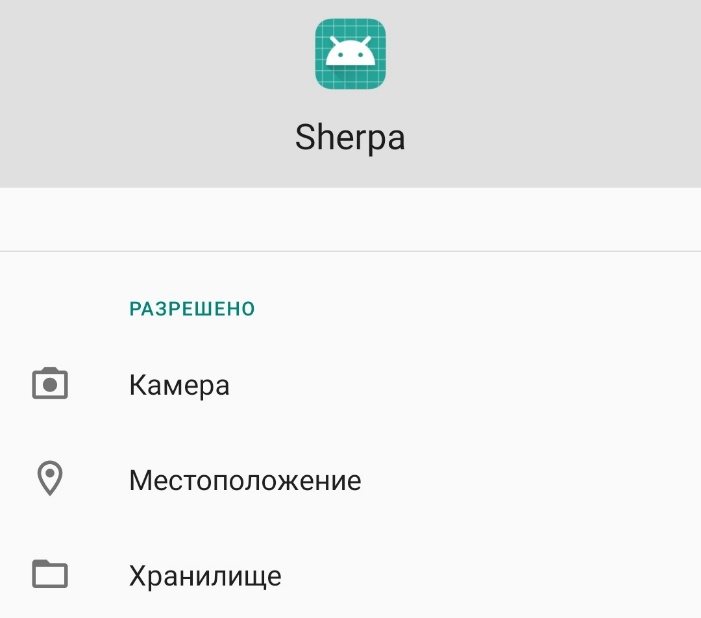 Sherpa
РАЗРЕШЕНО
Камера
Местоположение
Хранилище